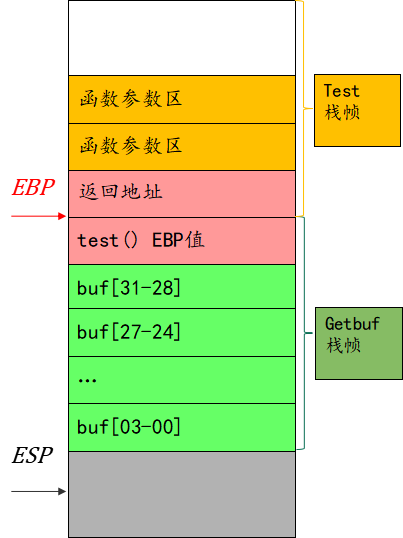 函数参数区
Test
栈帧
函数参数区
EBP
返回地址
test() EBP值
buf[31-28]
buf[27-24]
Getbuf
栈帧
…
buf[03-00]
ESP